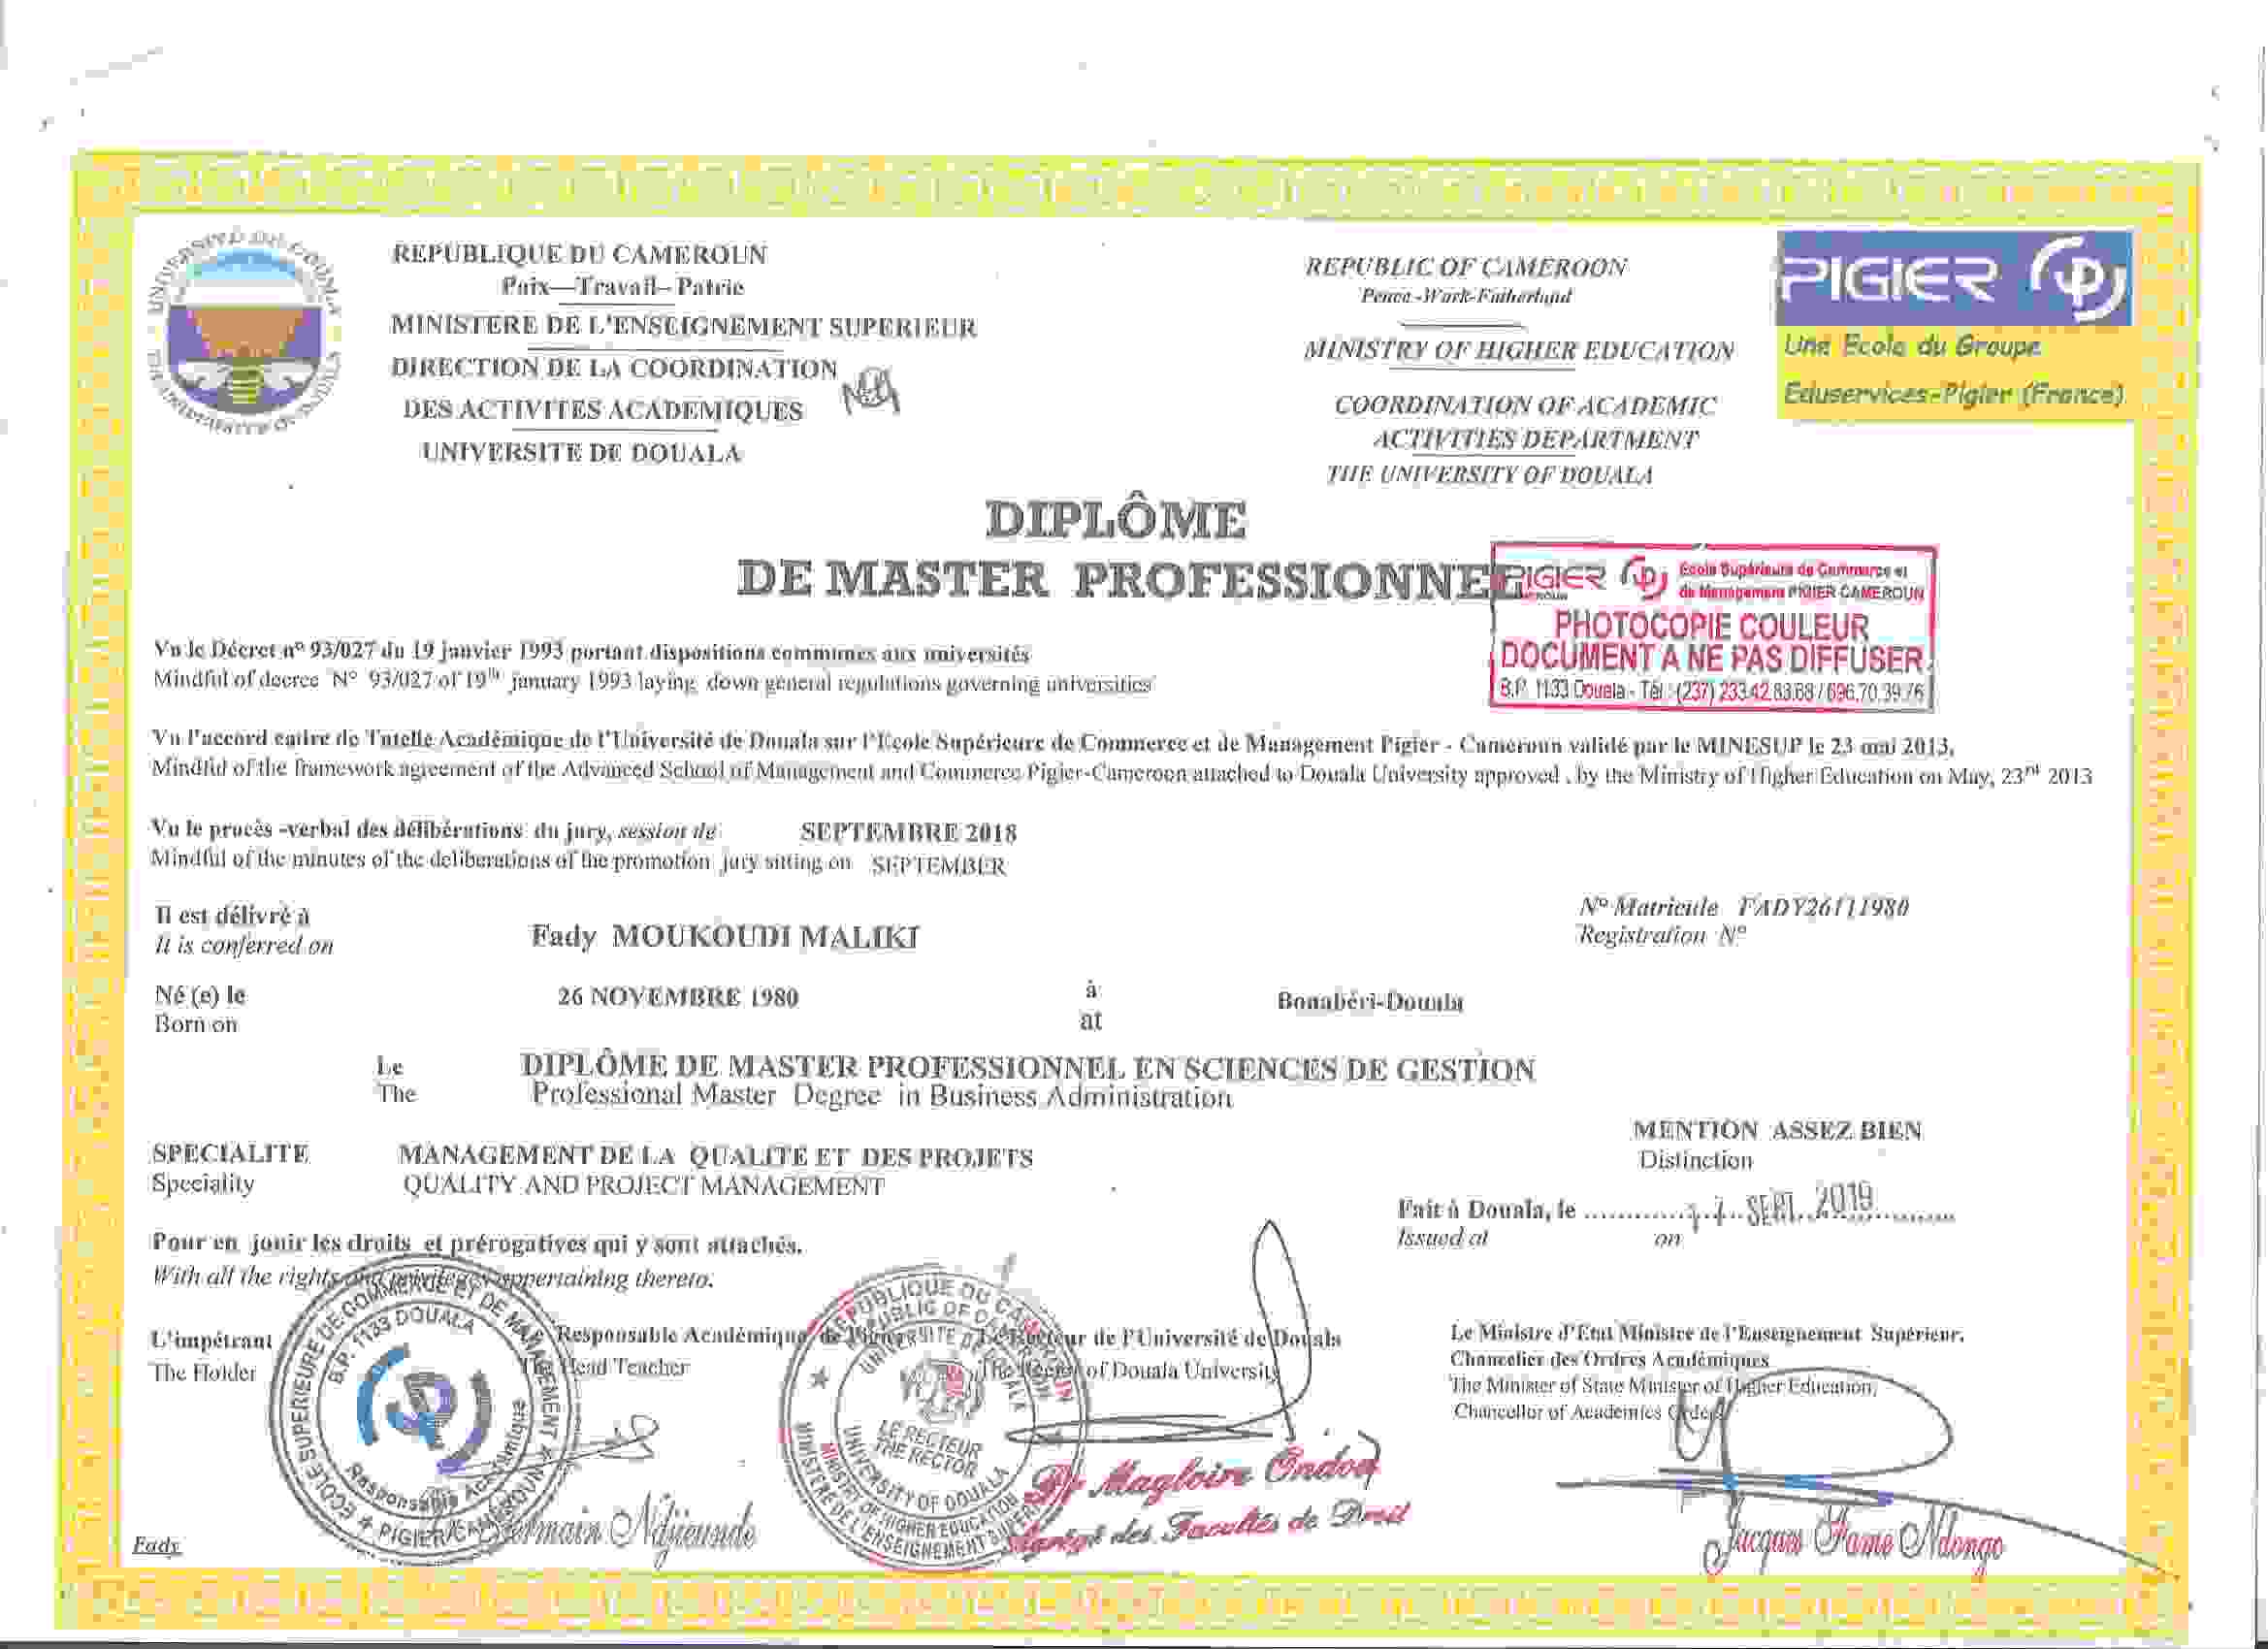 UNIVERSITÉ DE DOUALA
THE UNIVERSITY OF DOUALA
REPUBLIQUE DU CAMEROUN
Paix—Travail–Patrie
MINISTERE DE L'ENSEIGNEMENT SUPERIEUR
DIRECTION DE LA COORDINATION
DES ACTIVITES ACADEMIQUES
UNIVERSITE DE DOUALA
REPUBLIC OF CAMEROON
Peace-Work-Fatherland
MINISTRY OF HIGHER EDUCATION
COORDINATION OF ACADEMIC
ACTIVITIES DEPARTMENT
THE UNIVERSITY OF DOUALA
PIGIER
Une Ecole du Groupe
Eduservices-Pigier (France)
DIPLÔME
DE MASTER PROFESSIONNEL
PIGIER
Ecole Supérieure de Commerce et
de Management PIGIER CAMEROUN
PHOTOCOPIE COULEUR
DOCUMENT A NE PAS DIFFUSER
B.P. 1133 Douala - Tél : (237) 233.42.83.68 / 696.70.39.76
Vu le Décret n° 93/027 du 19 janvier 1993 portant dispositions communes aux universités
Mindful of decree N° 93/027 of 19th january 1993 laying down general regulations governing universities
Vu l'accord cadre de Tutelle Académique de l'Université de Douala sur l'Ecole Supérieure de Commerce et de Management Pigier - Cameroun validé par le MINESUP le 23 mai 2013,
Mindful of the framework agreement of the Advanced School of Management and Commerce Pigier-Cameroon attached to Douala University approved , by the Ministry of Higher Education on May, 23rd 2013
Vu le procès -verbal des délibérations du jury, session de SEPTEMBRE 2018
Mindful of the minutes of the deliberations of the promotion jury sitting on SEPTEMBER
Il est délivré à Fady MOUKOUDI MALIKI N° Matricule FADY26111980
It is conferred on Registration N°
Né (e) le 26 NOVEMBRE 1980 à Bonabéri-Douala
Born on at
Le DIPLÔME DE MASTER PROFESSIONNEL EN SCIENCES DE GESTION
The Professional Master Degree in Business Administration
MENTION ASSEZ BIEN
Distinction
SPECIALITE MANAGEMENT DE LA QUALITE ET DES PROJETS
Speciality QUALITY AND PROJECT MANAGEMENT
Fait à Douala, le SEPT. 2019
Issued at on
Pour en jouir les droits et prérogatives qui y sont attachés.
With all the rights and privileges appertaining thereto.
L'impétrant
The Holder
Responsable Académique de Pigier
The Head Teacher
Le Recteur de l'Université de Douala
The Rector of Douala University
Le Ministre d'Etat Ministre de l'Enseignement Supérieur,
Chancelier des Ordres Académiques
The Minister of State Minister of Higher Education,
Chancellor of Academics Orders
ECOLE SUPERIEURE DE COMMERCE ET DE MANAGEMENT
B.P. 1133 DOUALA
Responsable Académique
PIGIER CAMEROUN
REPUBLIQUE DU CAMEROUN
REPUBLIC OF CAMEROON
UNIVERSITE DE DOUALA
LE RECTEUR
THE RECTOR
UNIVERSITY OF DOUALA
MINISTRY OF HIGHER EDUCATION
MINISTERE DE L'ENSEIGNEMENT SUPERIEUR
Germain Ndjieunde
Pr Magloire Ondoa
Agrégé des Facultés de Droit
Jacques Fame Ndongo
Fady